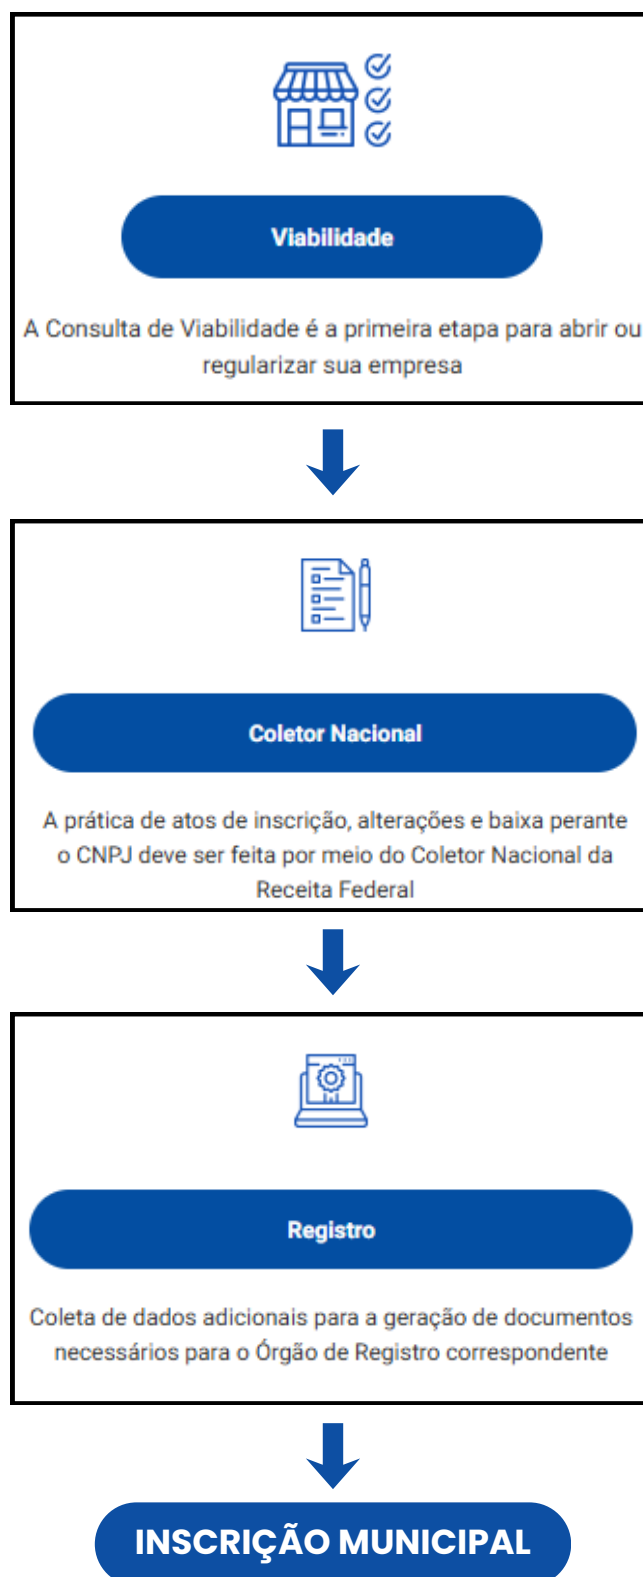 Viabilidade
A Consulta de Viabilidade é a primeira etapa para abrir ou
regularizar sua empresa
Coletor Nacional
A prática de atos de inscrição, alterações e baixa perante
o CNPJ deve ser feita por meio do Coletor Nacional da
Receita Federal
Registro
Coleta de dados adicionais para a geração de documentos
necessários para o Órgão de Registro correspondente
INSCRIÇÃO MUNICIPAL